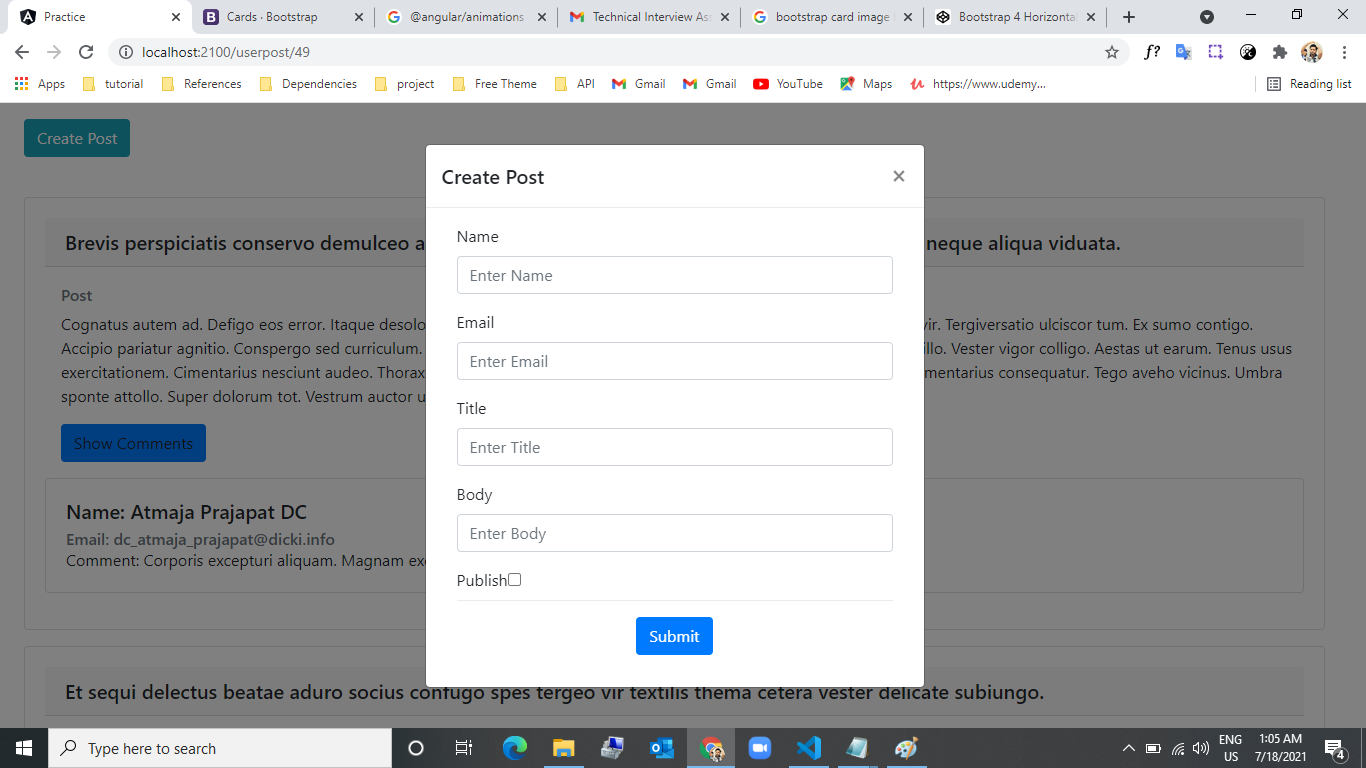 Practice
Cards · Bootstrap
@angular/animations
Technical Interview Ass
bootstrap card image
Bootstrap 4 Horizonta
localhost:2100/userpost/49
f?
Apps
tutorial
References
Dependencies
project
Free Theme
API
Gmail
Gmail
YouTube
Maps
https://www.udemy...
Reading list
Create Post
Create Post
×
Brevis perspiciatis conservo demulceo a
neque aliqua viduata.
Name
Enter Name
Email
Enter Email
Title
Enter Title
Body
Enter Body
Publish
Submit
Post
Cognatus autem ad. Defigo eos error. Itaque desolo
vir. Tergiversatio ulciscor tum. Ex sumo contigo.
Accipio pariatur agnitio. Conspergo sed curriculum.
illo. Vester vigor colligo. Aestas ut earum. Tenus usus
exercitationem. Cimentarius nesciunt audeo. Thorax
mentarius consequatur. Tego aveho vicinus. Umbra
sponte attollo. Super dolorum tot. Vestrum auctor u
Show Comments
Name: Atmaja Prajapat DC
Email: dc_atmaja_prajapat@dicki.info
Comment: Corporis excepturi aliquam. Magnam exc
Et sequi delectus beatae aduro socius confugo spes tergeo vir textilis thema cetera vester delicate subiungo.
Type here to search
ENG
US
1:05 AM
7/18/2021
4